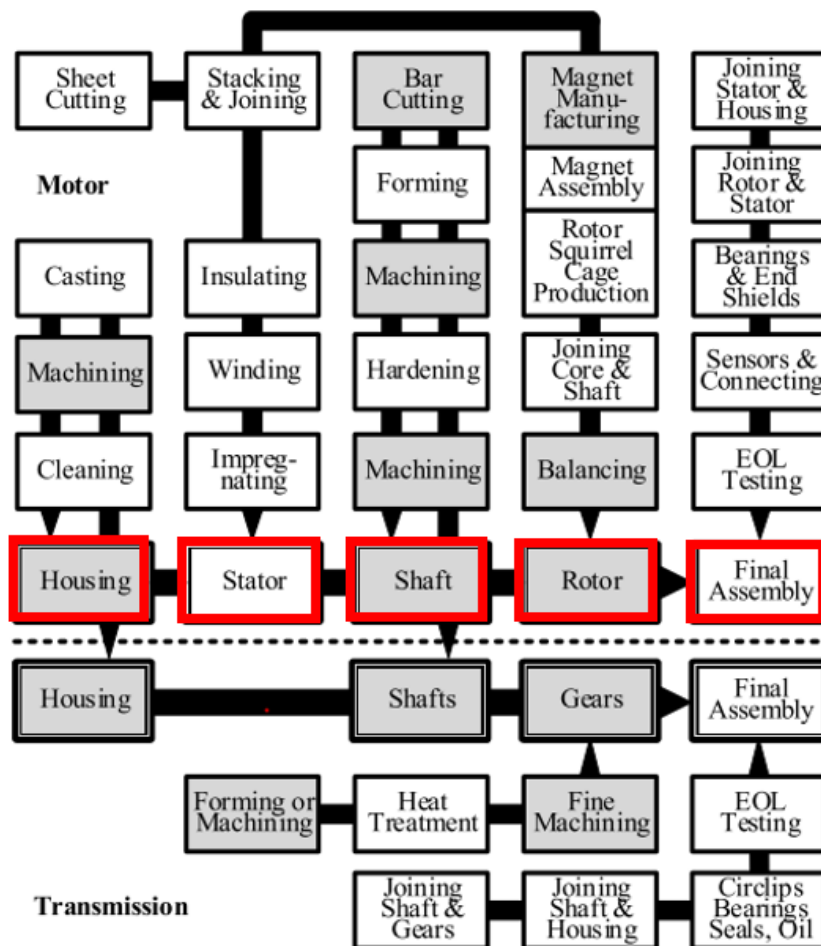 Sheet
Cutting
Stacking
& Joining
Bar
Cutting
Magnet
Manu-
facturing
Joining
Stator &
Housing
Motor
Forming
Magnet
Assembly
Joining
Rotor &
Stator
Casting
Insulating
Machining
Rotor
Squirrel
Cage
Production
Bearings
& End
Shields
Machining
Winding
Hardening
Joining
Core &
Shaft
Sensors &
Connecting
Cleaning
Impreg-
nating
Machining
Balancing
EOL
Testing
Housing
Stator
Shaft
Rotor
Final
Assembly
Housing
Shafts
Gears
Final
Assembly
Forming or
Machining
Heat
Treatment
Fine
Machining
EOL
Testing
Transmission
Joining
Shaft &
Gears
Joining
Shaft &
Housing
Circlips
Bearings
Seals, Oil